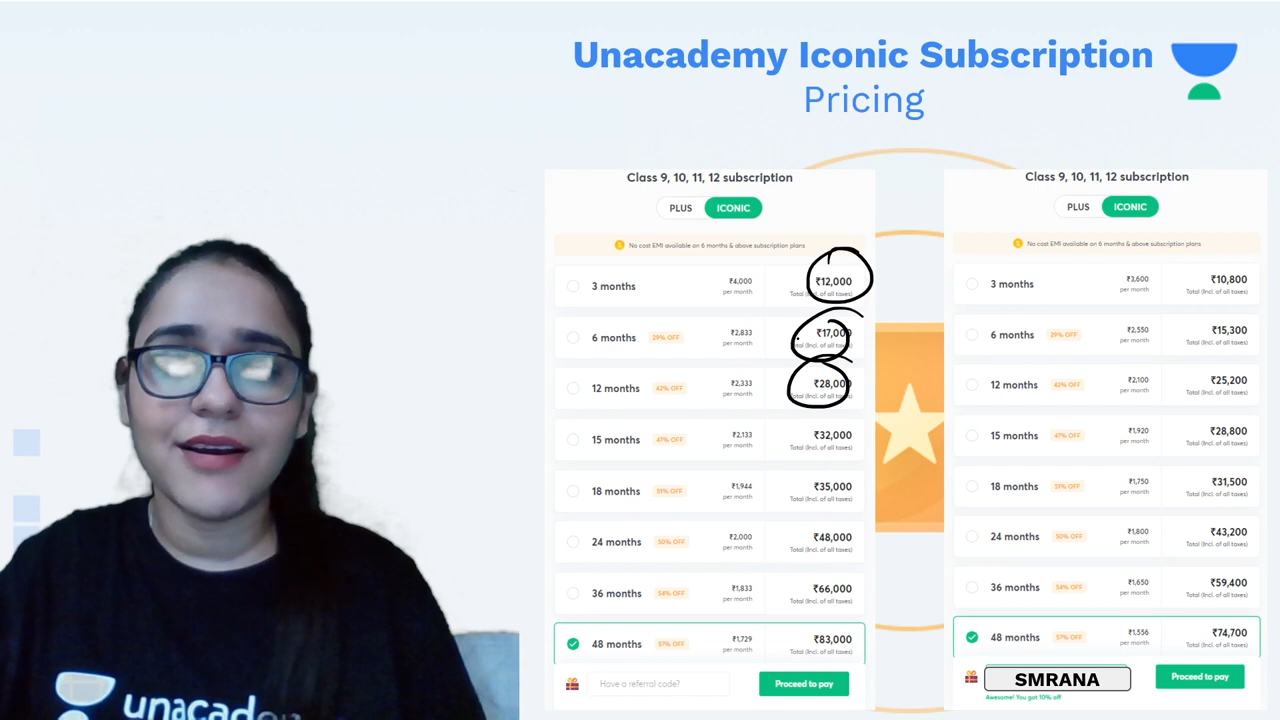 Unacademy Iconic Subscription
Pricing
Class 9, 10, 11, 12 subscription
PLUS ICONIC
No cost EMI available on 6 months & above subscription plans
3 months ₹4,000 per month ₹12,000 Total (Incl. of all taxes)
6 months 29% OFF ₹2,833 per month ₹17,000 Total (Incl. of all taxes)
12 months 42% OFF ₹2,333 per month ₹28,000 Total (Incl. of all taxes)
15 months 47% OFF ₹2,133 per month ₹32,000 Total (Incl. of all taxes)
18 months 51% OFF ₹1,944 per month ₹35,000 Total (Incl. of all taxes)
24 months 50% OFF ₹2,000 per month ₹48,000 Total (Incl. of all taxes)
36 months 54% OFF ₹1,833 per month ₹66,000 Total (Incl. of all taxes)
48 months 57% OFF ₹1,729 per month ₹83,000 Total (Incl. of all taxes)
Have a referral code? Proceed to pay
Class 9, 10, 11, 12 subscription
PLUS ICONIC
No cost EMI available on 6 months & above subscription plans
3 months ₹3,600 per month ₹10,800 Total (Incl. of all taxes)
6 months 29% OFF ₹2,550 per month ₹15,300 Total (Incl. of all taxes)
12 months 42% OFF ₹2,100 per month ₹25,200 Total (Incl. of all taxes)
15 months 47% OFF ₹1,920 per month ₹28,800 Total (Incl. of all taxes)
18 months 51% OFF ₹1,750 per month ₹31,500 Total (Incl. of all taxes)
24 months 50% OFF ₹1,800 per month ₹43,200 Total (Incl. of all taxes)
36 months 54% OFF ₹1,650 per month ₹59,400 Total (Incl. of all taxes)
48 months 57% OFF ₹1,556 per month ₹74,700 Total (Incl. of all taxes)
SMRANA Proceed to pay
Awesome! You got 10% off
unacademy